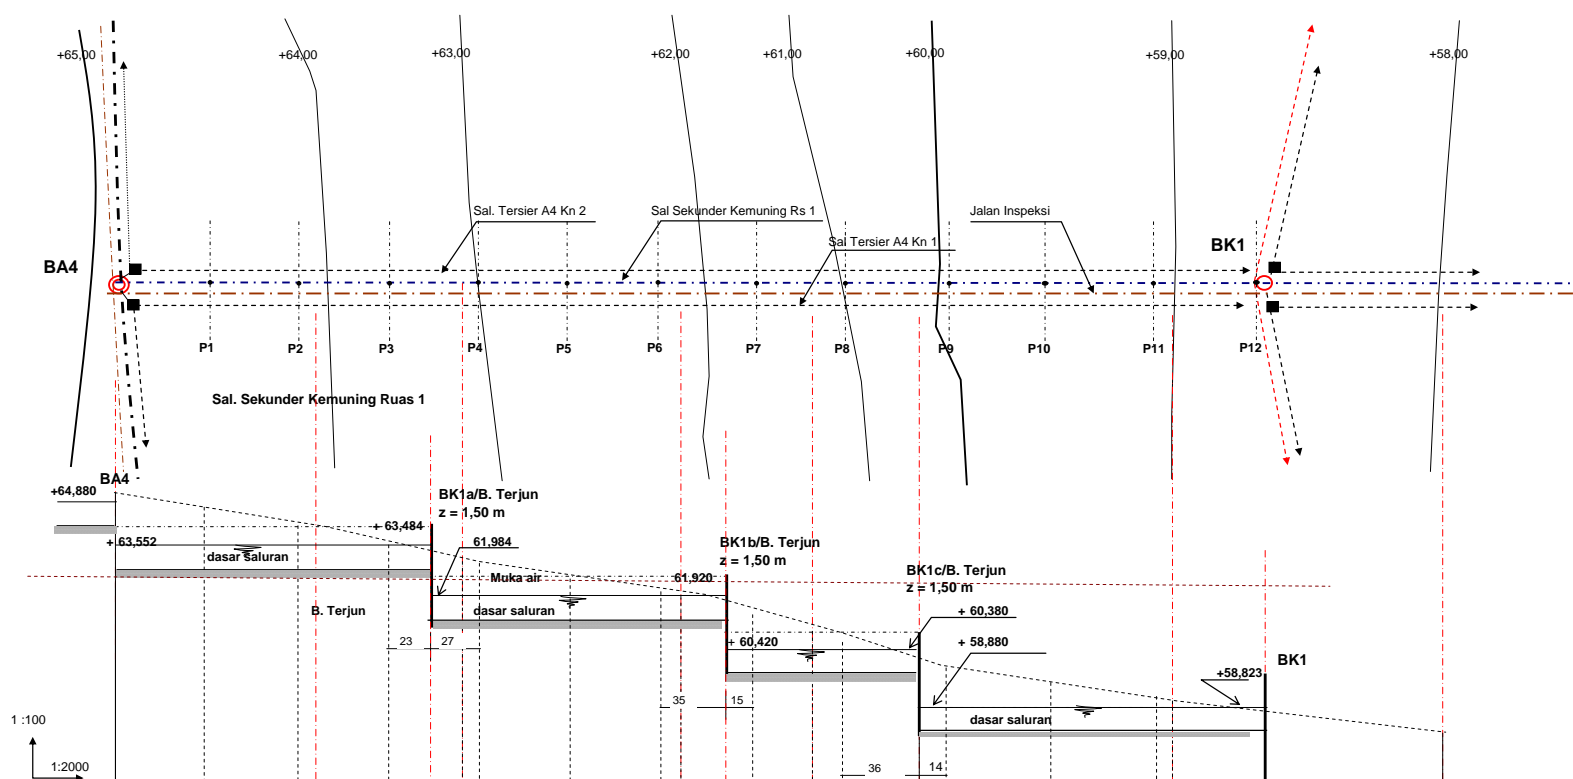 +65,00
+64,00
+63,00
+62,00
+61,00
+60,00
+59,00
+58,00
Sal. Tersier A4 Kn 2
Sal Sekunder Kemuning Rs 1
Jalan Inspeksi
Sal Tersier A4 Kn 1
BK1
BA4
P1
P2
P3
P4
P5
P6
P7
P8
P9
P10
P11
P12
Sal. Sekunder Kemuning Ruas 1
BA4
+64,880
BK1a/B. Terjun
z = 1,50 m
+ 63,484
+ 63,552
61,984
dasar saluran
BK1b/B. Terjun
z = 1,50 m
Muka air
61,920
BK1c/B. Terjun
z = 1,50 m
B. Terjun
dasar saluran
+ 60,380
23
27
+ 60,420
+ 58,880
BK1
+58,823
35
15
dasar saluran
1 :100
36
14
1:2000